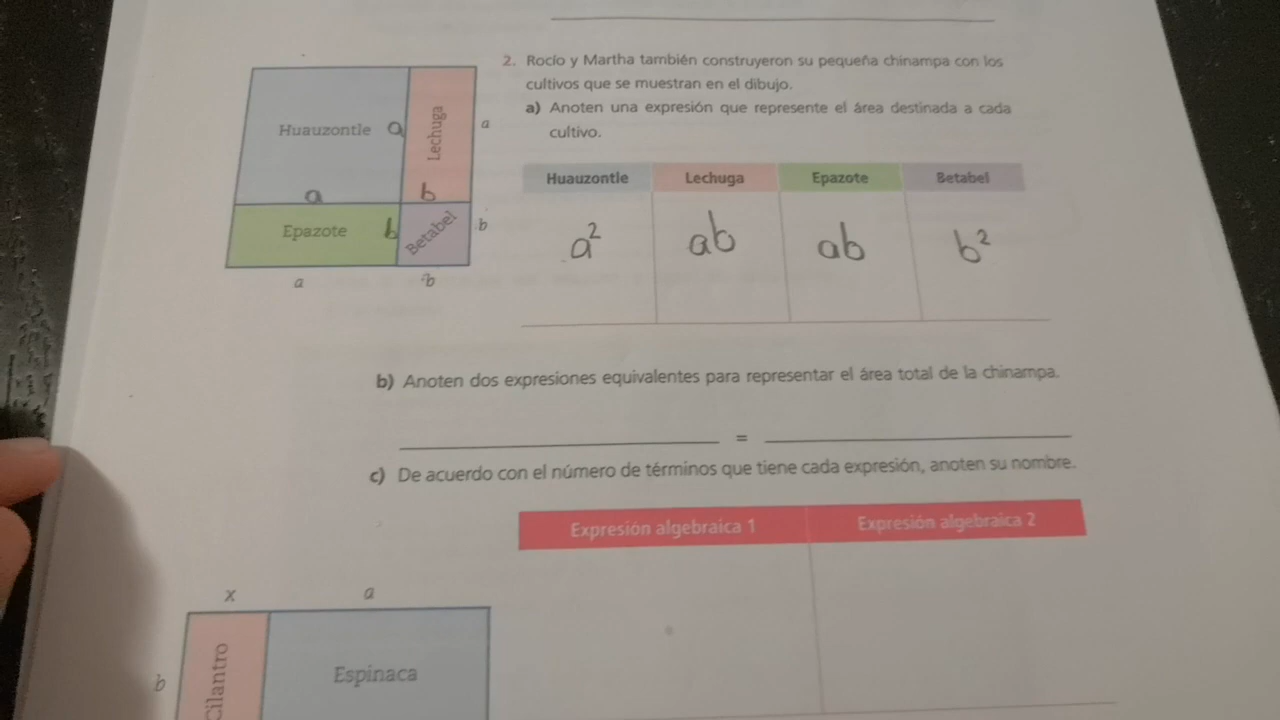 2. Rocío y Martha también construyeron su pequeña chinampa con los
cultivos que se muestran en el dibujo.
a) Anoten una expresión que represente el área destinada a cada
cultivo.
Huauzontle a
Lechuga
a
a
b
Epazote b
Betabel
b
a
b
Huauzontle Lechuga Epazote Betabel
a² ab ab b²
b) Anoten dos expresiones equivalentes para representar el área total de la chinampa.
=
c) De acuerdo con el número de términos que tiene cada expresión, anoten su nombre.
Expresión algebraica 1 Expresión algebraica 2
x a
b
Cilantro
Espinaca